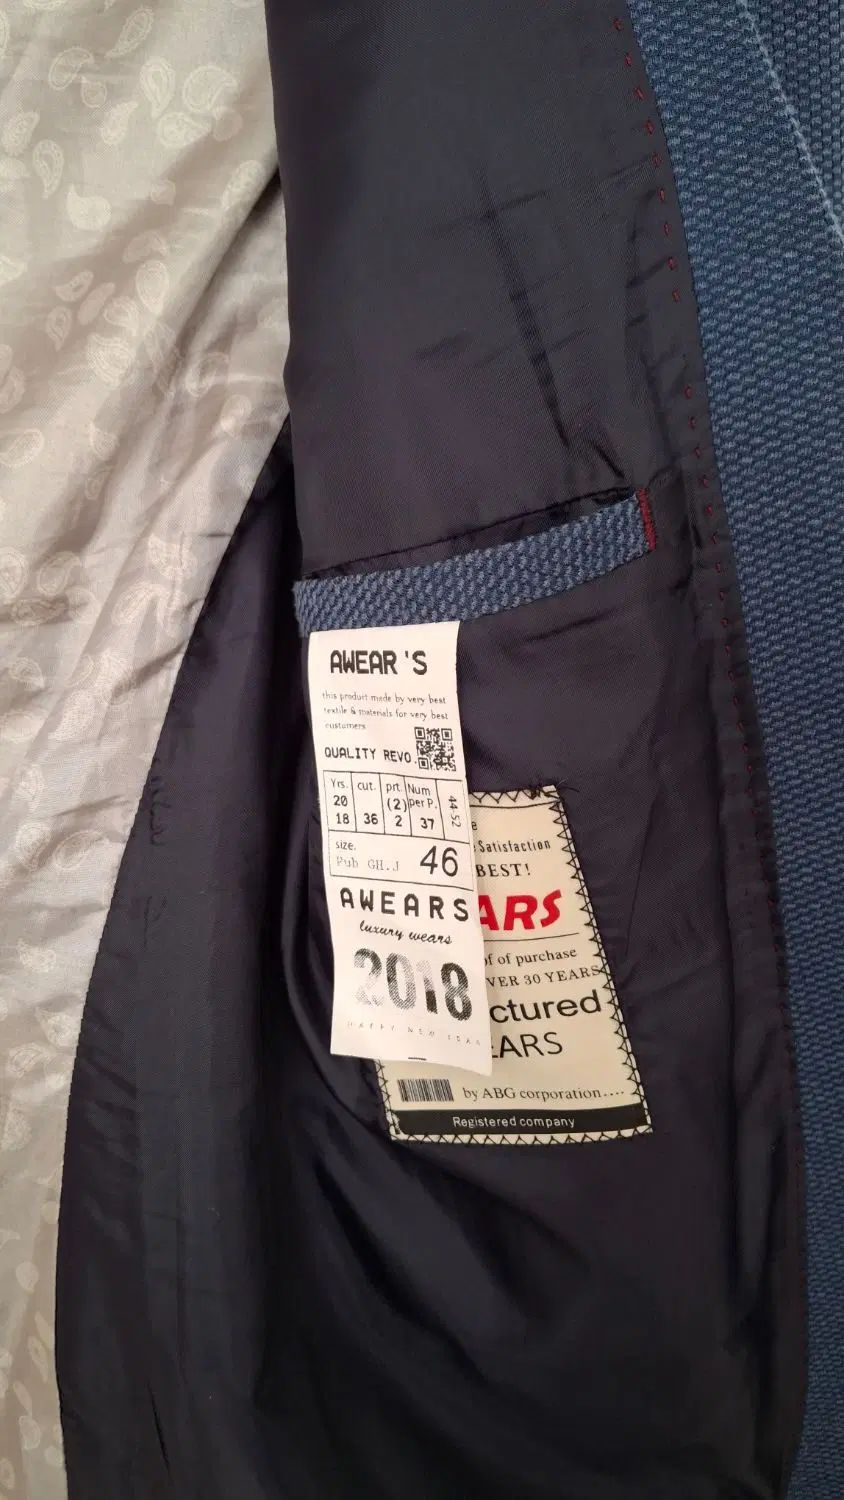 AWEAR'S
this product made by very best
textile & materials for very best
customers
QUALITY REVO.
Yrs. cut. prt. Num per P. 44-52
20 18 36 (2) 2 37
size.
46
AWEARS
luxury wears
2018
HAPPY NEW YEAR
e
Satisfaction
BEST!
ARS
of of purchase
VER 30 YEARS
ctured
EARS
by ABG corporation....
Registered company